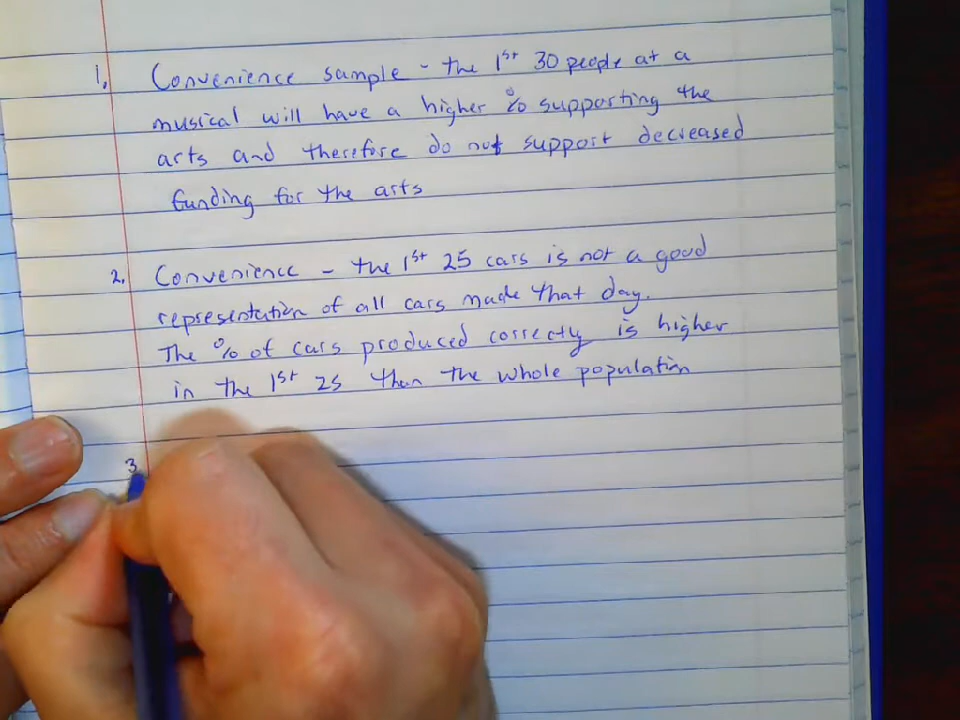 1. Convenience sample - the 1st 30 people at a
musical will have a higher % supporting the
arts and therefore do not support decreased
funding for the arts
2. Convenience - the 1st 25 cars is not a good
representation of all cars made that day.
The % of cars produced correctly is higher
in the 1st 25 than the whole population
3